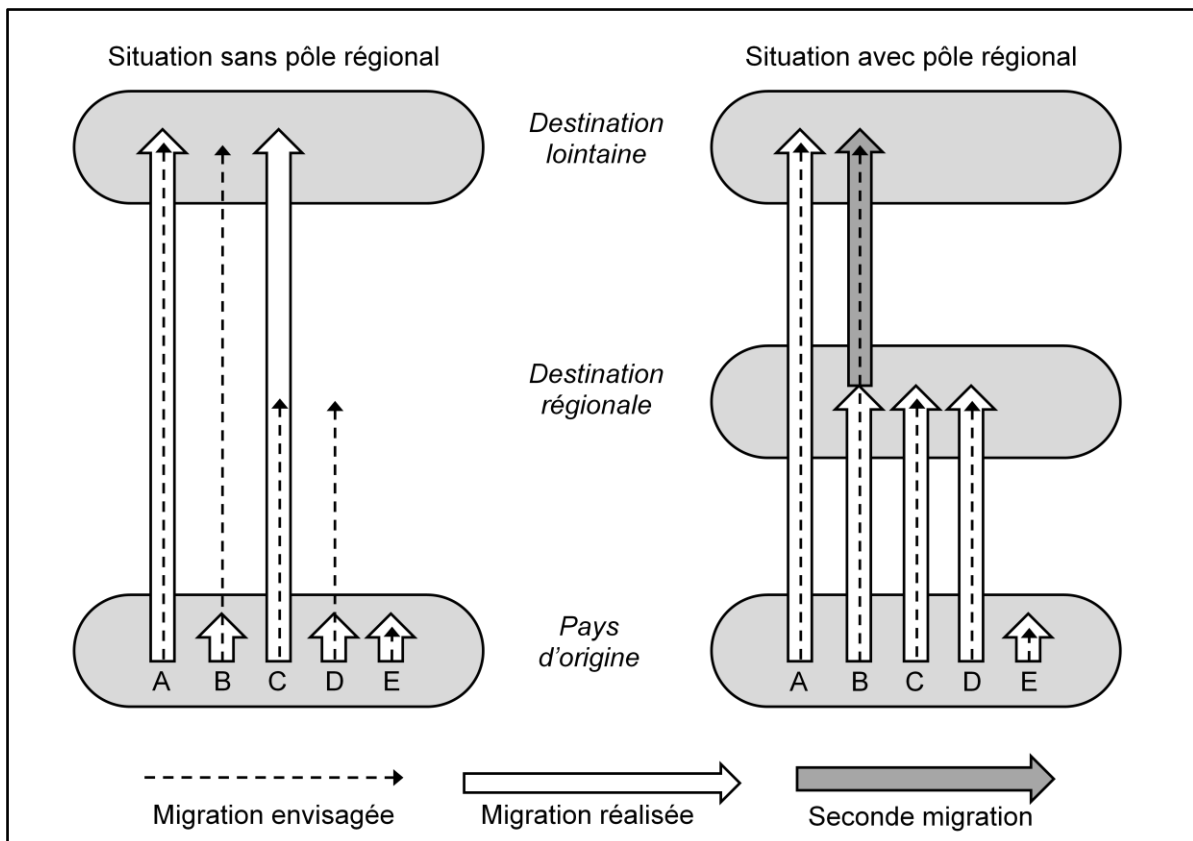 Situation sans pôle régional
Situation avec pôle régional
Destination
lointaine
Destination
régionale
Pays
d'origine
A B C D E
A B C D E
Migration envisagée
Migration réalisée
Seconde migration